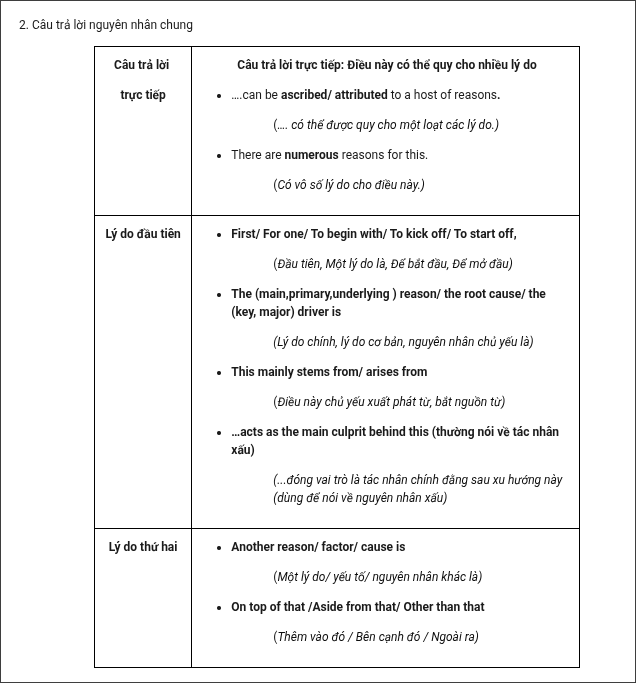 2. Câu trả lời nguyên nhân chung
Câu trả lời
trực tiếp
Câu trả lời trực tiếp: Điều này có thể quy cho nhiều lý do
• ....can be ascribed/ attributed to a host of reasons.
(.... có thể được quy cho một loạt các lý do.)
• There are numerous reasons for this.
(Có vô số lý do cho điều này.)
Lý do đầu tiên
• First/ For one/ To begin with/ To kick off/ To start off,
(Đầu tiên, Một lý do là, Để bắt đầu, Để mở đầu)
• The (main,primary,underlying ) reason/ the root cause/ the
(key, major) driver is
(Lý do chính, lý do cơ bản, nguyên nhân chủ yếu là)
• This mainly stems from/ arises from
(Điều này chủ yếu xuất phát từ, bắt nguồn từ)
• ...acts as the main culprit behind this (thường nói về tác nhân
xấu)
(...đóng vai trò là tác nhân chính đằng sau xu hướng này
(dùng để nói về nguyên nhân xấu)
Lý do thứ hai
• Another reason/ factor/ cause is
(Một lý do/ yếu tố/ nguyên nhân khác là)
• On top of that /Aside from that/ Other than that
(Thêm vào đó / Bên cạnh đó / Ngoài ra)